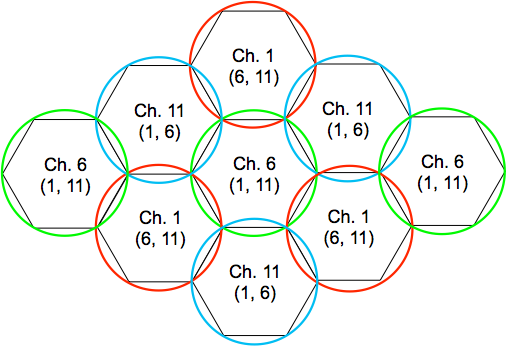 Ch. 1
(6, 11)
Ch. 11
(1, 6)
Ch. 11
(1, 6)
Ch. 6
(1, 11)
Ch. 6
(1, 11)
Ch. 6
(1, 11)
Ch. 1
(6, 11)
Ch. 1
(6, 11)
Ch. 11
(1, 6)